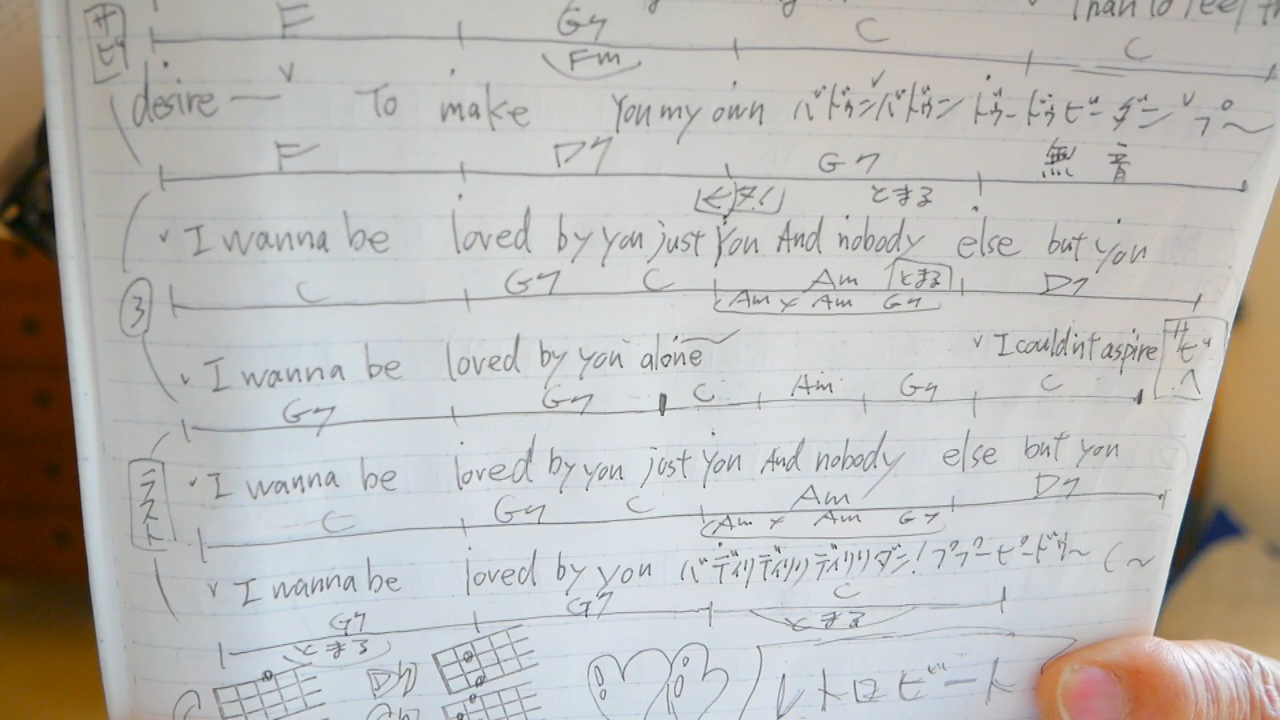 Than to feel
サビ
F G7 C C
Fm
desire — To make You my own バドゥンバドゥン ドゥードゥビーダン プ〜
F D7 G7 無音
とまる
I wanna be loved by you just You And nobody else but you
C G7 C Am とまる D7
Am × Am G7
③
I wanna be loved by you alone I couldn't aspire サビへ
G7 G7 C Am G7 C
ラスト
I wanna be loved by you just You And nobody else but you
C G7 C Am D7
Am × Am G7
I wanna be loved by you バディリディリディリリダン!ププーピードゥ〜 (〜
G7 G7 C
とまる とまる
D7
レトロビート